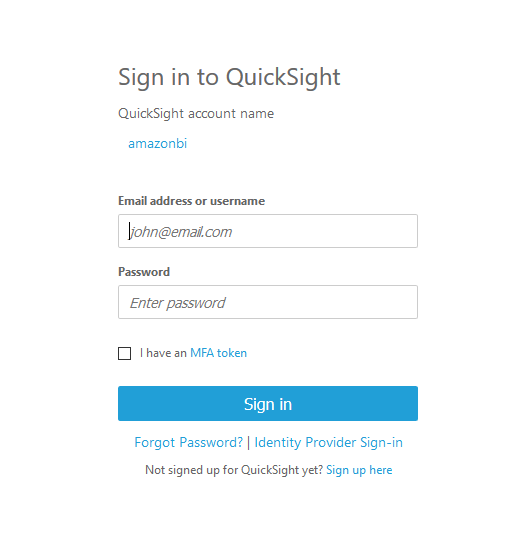 Sign in to QuickSight
QuickSight account name
amazonbi
Email address or username
john@email.com
Password
Enter password
I have an MFA token
Sign in
Forgot Password? | Identity Provider Sign-in
Not signed up for QuickSight yet? Sign up here